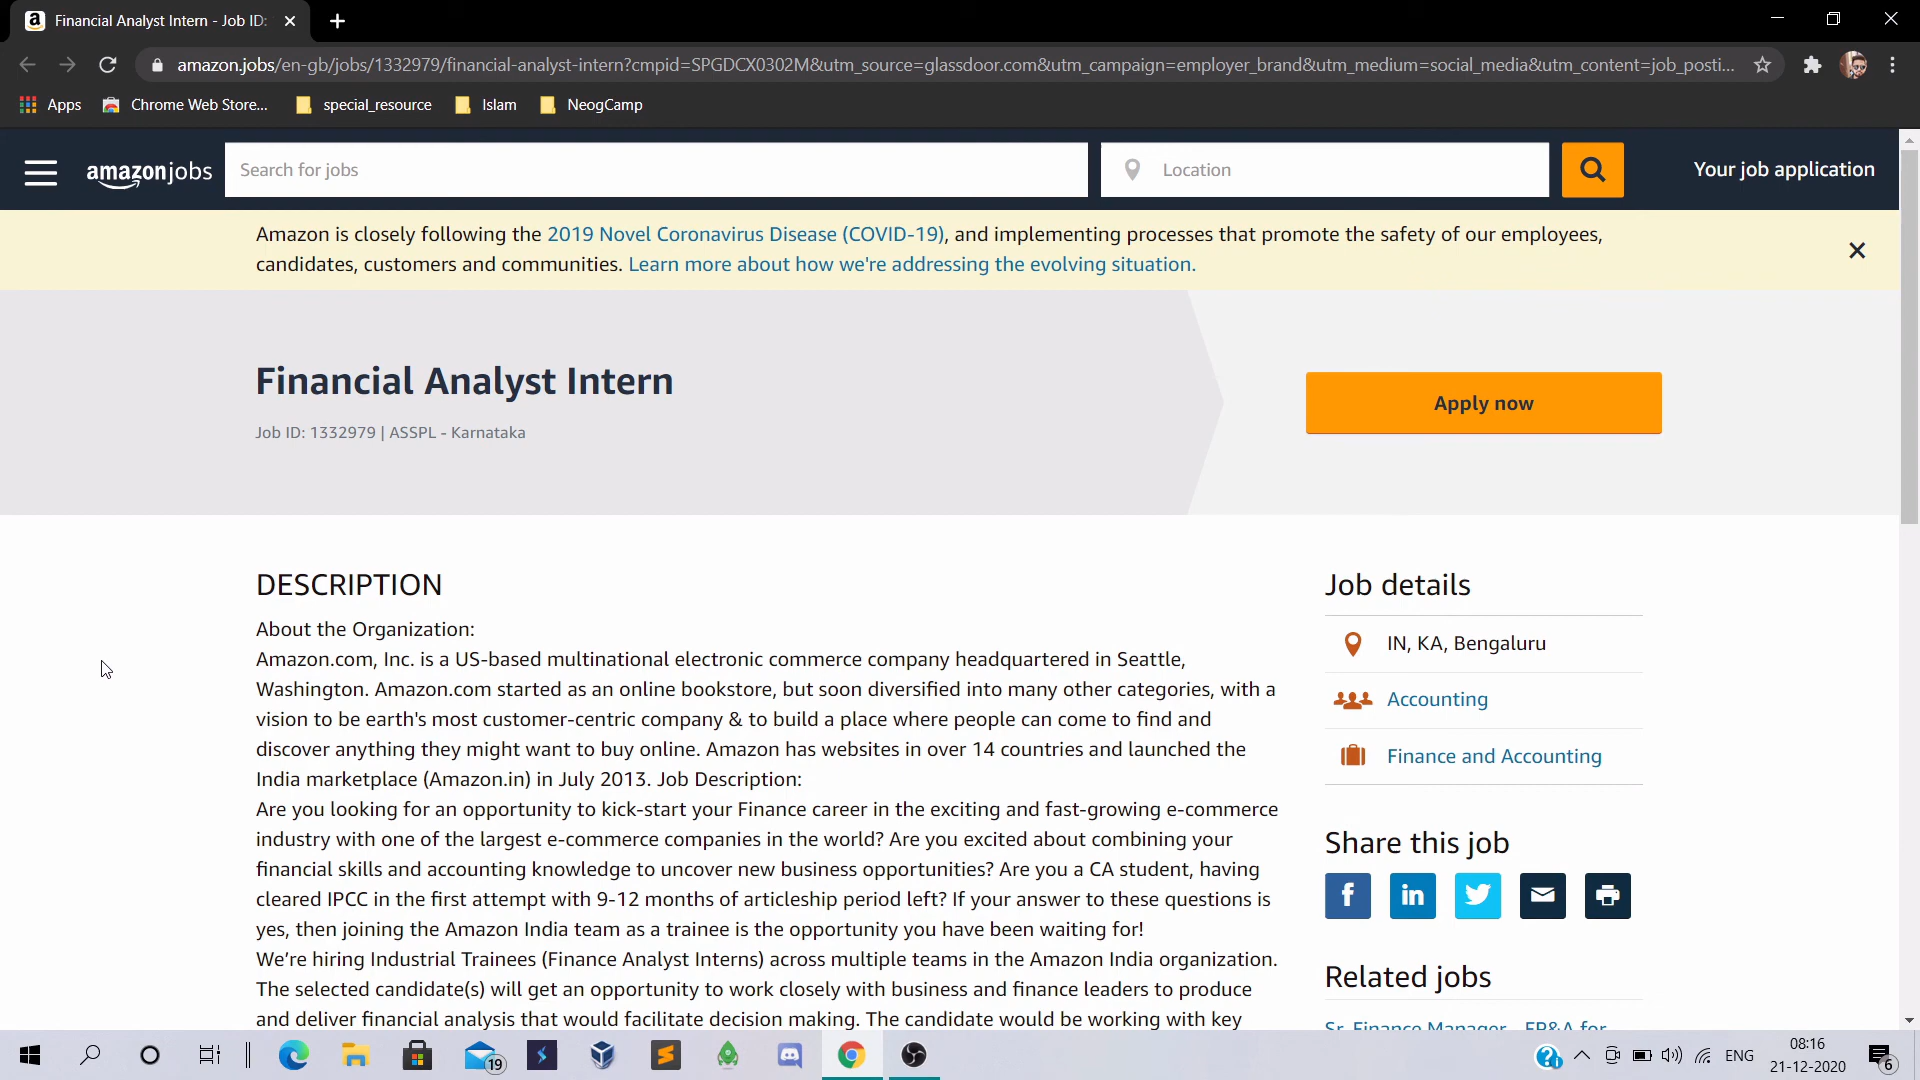 Financial Analyst Intern - Job ID:
amazon.jobs/en-gb/jobs/1332979/financial-analyst-intern?cmpid=SPGDCX0302M&utm_source=glassdoor.com&utm_campaign=employer_brand&utm_medium=social_media&utm_content=job_posti...
Apps Chrome Web Store... special_resource Islam NeogCamp
amazonjobs Search for jobs Location Your job application
Amazon is closely following the 2019 Novel Coronavirus Disease (COVID-19), and implementing processes that promote the safety of our employees,
candidates, customers and communities. Learn more about how we're addressing the evolving situation.
Financial Analyst Intern
Apply now
Job ID: 1332979 | ASSPL - Karnataka
DESCRIPTION
About the Organization:
Amazon.com, Inc. is a US-based multinational electronic commerce company headquartered in Seattle,
Washington. Amazon.com started as an online bookstore, but soon diversified into many other categories, with a
vision to be earth's most customer-centric company & to build a place where people can come to find and
discover anything they might want to buy online. Amazon has websites in over 14 countries and launched the
India marketplace (Amazon.in) in July 2013. Job Description:
Are you looking for an opportunity to kick-start your Finance career in the exciting and fast-growing e-commerce
industry with one of the largest e-commerce companies in the world? Are you excited about combining your
financial skills and accounting knowledge to uncover new business opportunities? Are you a CA student, having
cleared IPCC in the first attempt with 9-12 months of articleship period left? If your answer to these questions is
yes, then joining the Amazon India team as a trainee is the opportunity you have been waiting for!
We’re hiring Industrial Trainees (Finance Analyst Interns) across multiple teams in the Amazon India organization.
The selected candidate(s) will get an opportunity to work closely with business and finance leaders to produce
and deliver financial analysis that would facilitate decision making. The candidate would be working with key
Job details
IN, KA, Bengaluru
Accounting
Finance and Accounting
Share this job
Related jobs
Sr. Finance Manager - FP&A for
19
ENG
08:16
21-12-2020
6